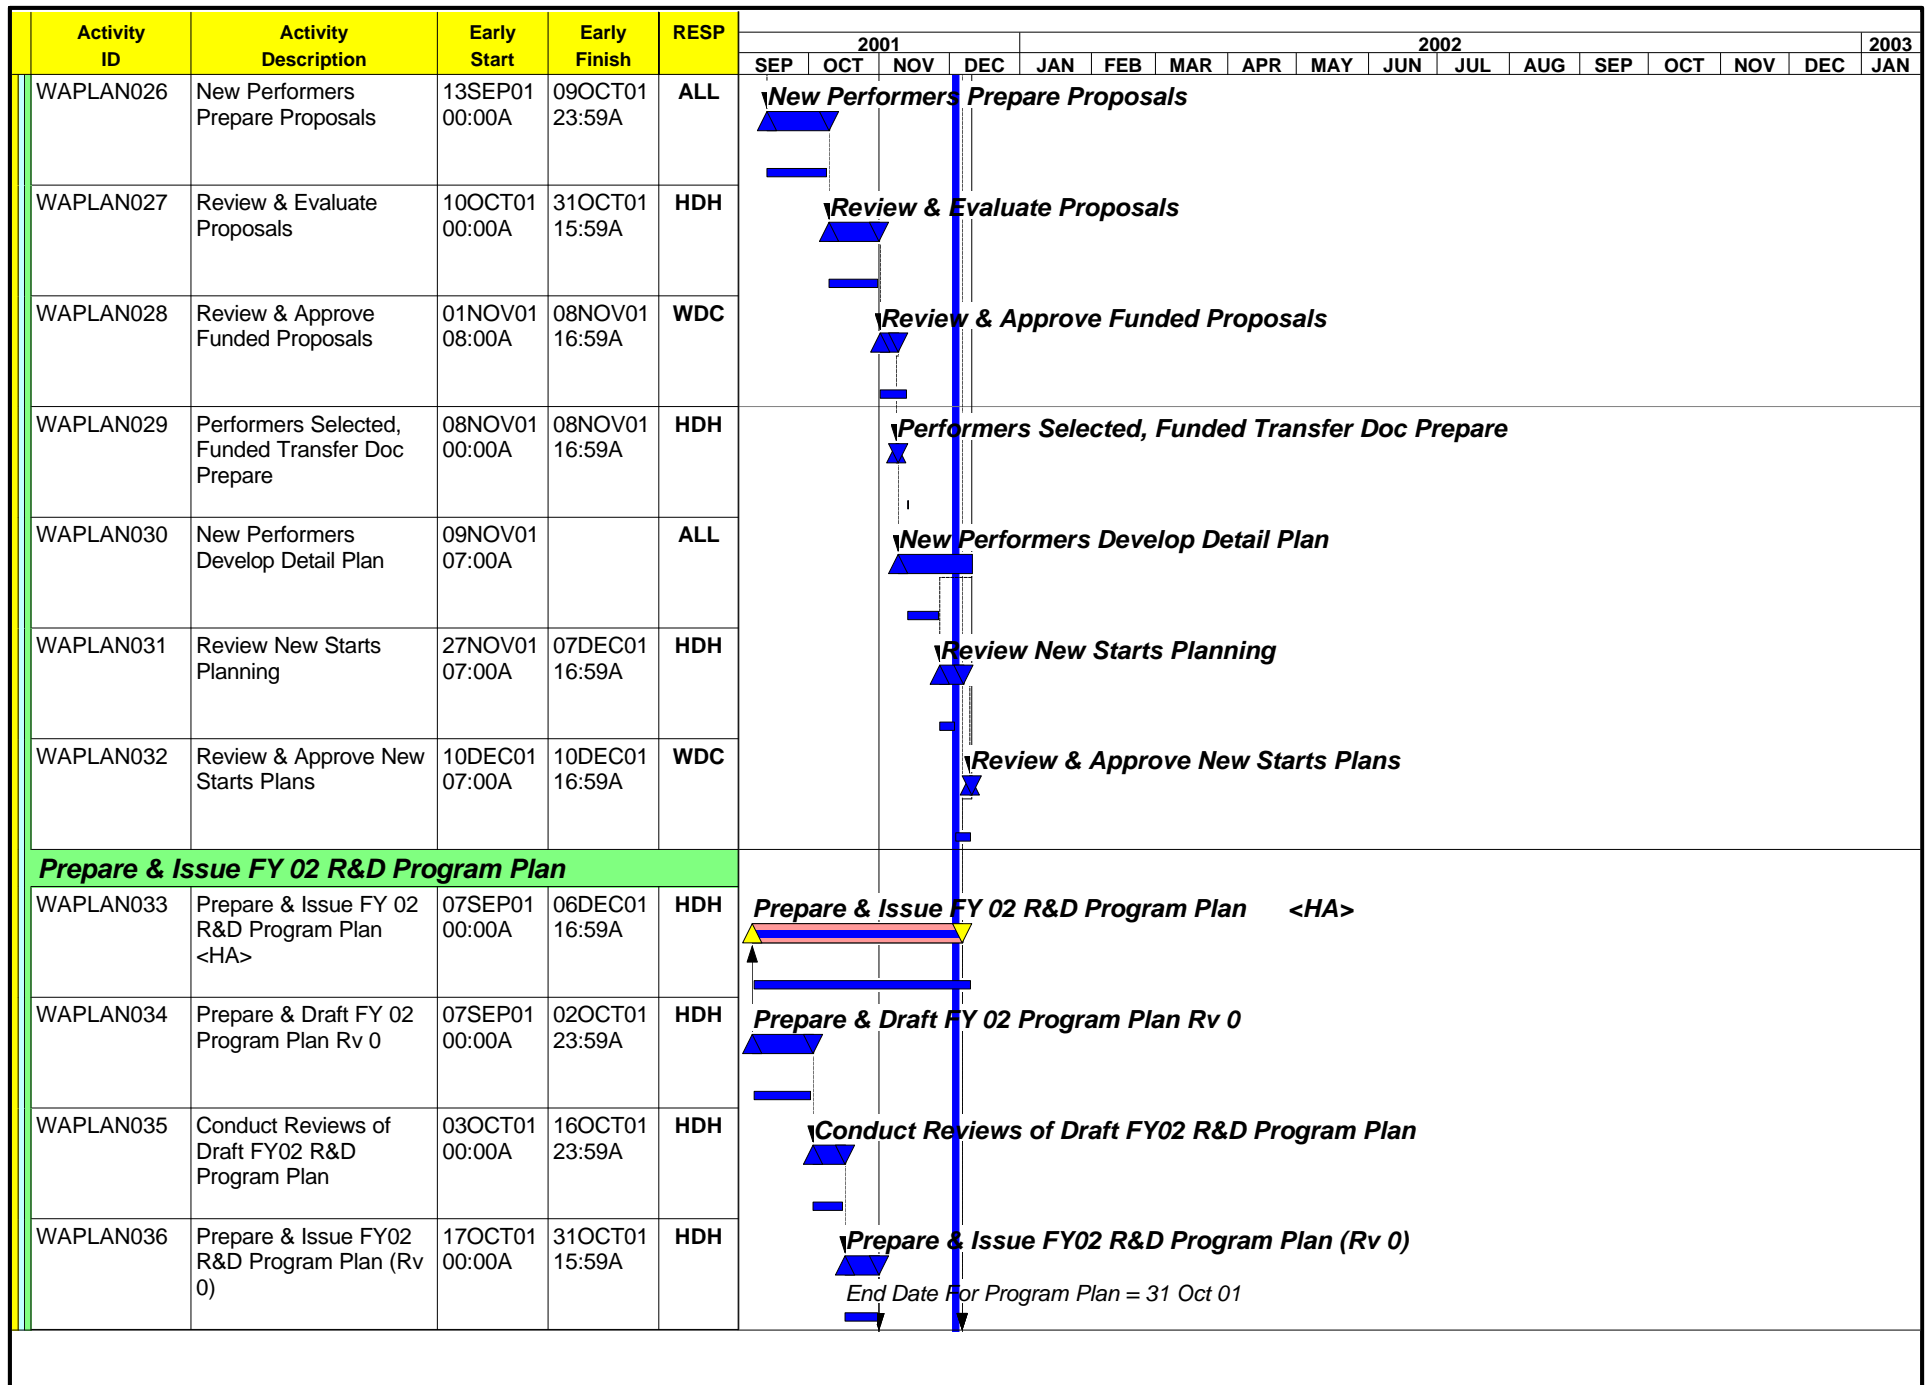 Activity ID Activity Description Early Start Early Finish RESP
2001 2002 2003
SEP OCT NOV DEC JAN FEB MAR APR MAY JUN JUL AUG SEP OCT NOV DEC JAN
WAPLAN026 New Performers 13SEP01 09OCT01 ALL New Performers Prepare Proposals
Prepare Proposals 00:00A 23:59A
WAPLAN027 Review & Evaluate 10OCT01 31OCT01 HDH Review & Evaluate Proposals
Proposals 00:00A 15:59A
WAPLAN028 Review & Approve 01NOV01 08NOV01 WDC Review & Approve Funded Proposals
Funded Proposals 08:00A 16:59A
WAPLAN029 Performers Selected, 08NOV01 08NOV01 HDH Performers Selected, Funded Transfer Doc Prepare
Funded Transfer Doc 00:00A 16:59A
Prepare
WAPLAN030 New Performers 09NOV01 ALL New Performers Develop Detail Plan
Develop Detail Plan 07:00A
WAPLAN031 Review New Starts 27NOV01 07DEC01 HDH Review New Starts Planning
Planning 07:00A 16:59A
WAPLAN032 Review & Approve New 10DEC01 10DEC01 WDC Review & Approve New Starts Plans
Starts Plans 07:00A 16:59A
Prepare & Issue FY 02 R&D Program Plan
WAPLAN033 Prepare & Issue FY 02 07SEP01 06DEC01 HDH Prepare & Issue FY 02 R&D Program Plan <HA>
R&D Program Plan 00:00A 16:59A
<HA>
WAPLAN034 Prepare & Draft FY 02 07SEP01 02OCT01 HDH Prepare & Draft FY 02 Program Plan Rv 0
Program Plan Rv 0 00:00A 23:59A
WAPLAN035 Conduct Reviews of 03OCT01 16OCT01 HDH Conduct Reviews of Draft FY02 R&D Program Plan
Draft FY02 R&D 00:00A 23:59A
Program Plan
WAPLAN036 Prepare & Issue FY02 17OCT01 31OCT01 HDH Prepare & Issue FY02 R&D Program Plan (Rv 0)
R&D Program Plan (Rv 00:00A 15:59A
0) End Date For Program Plan = 31 Oct 01